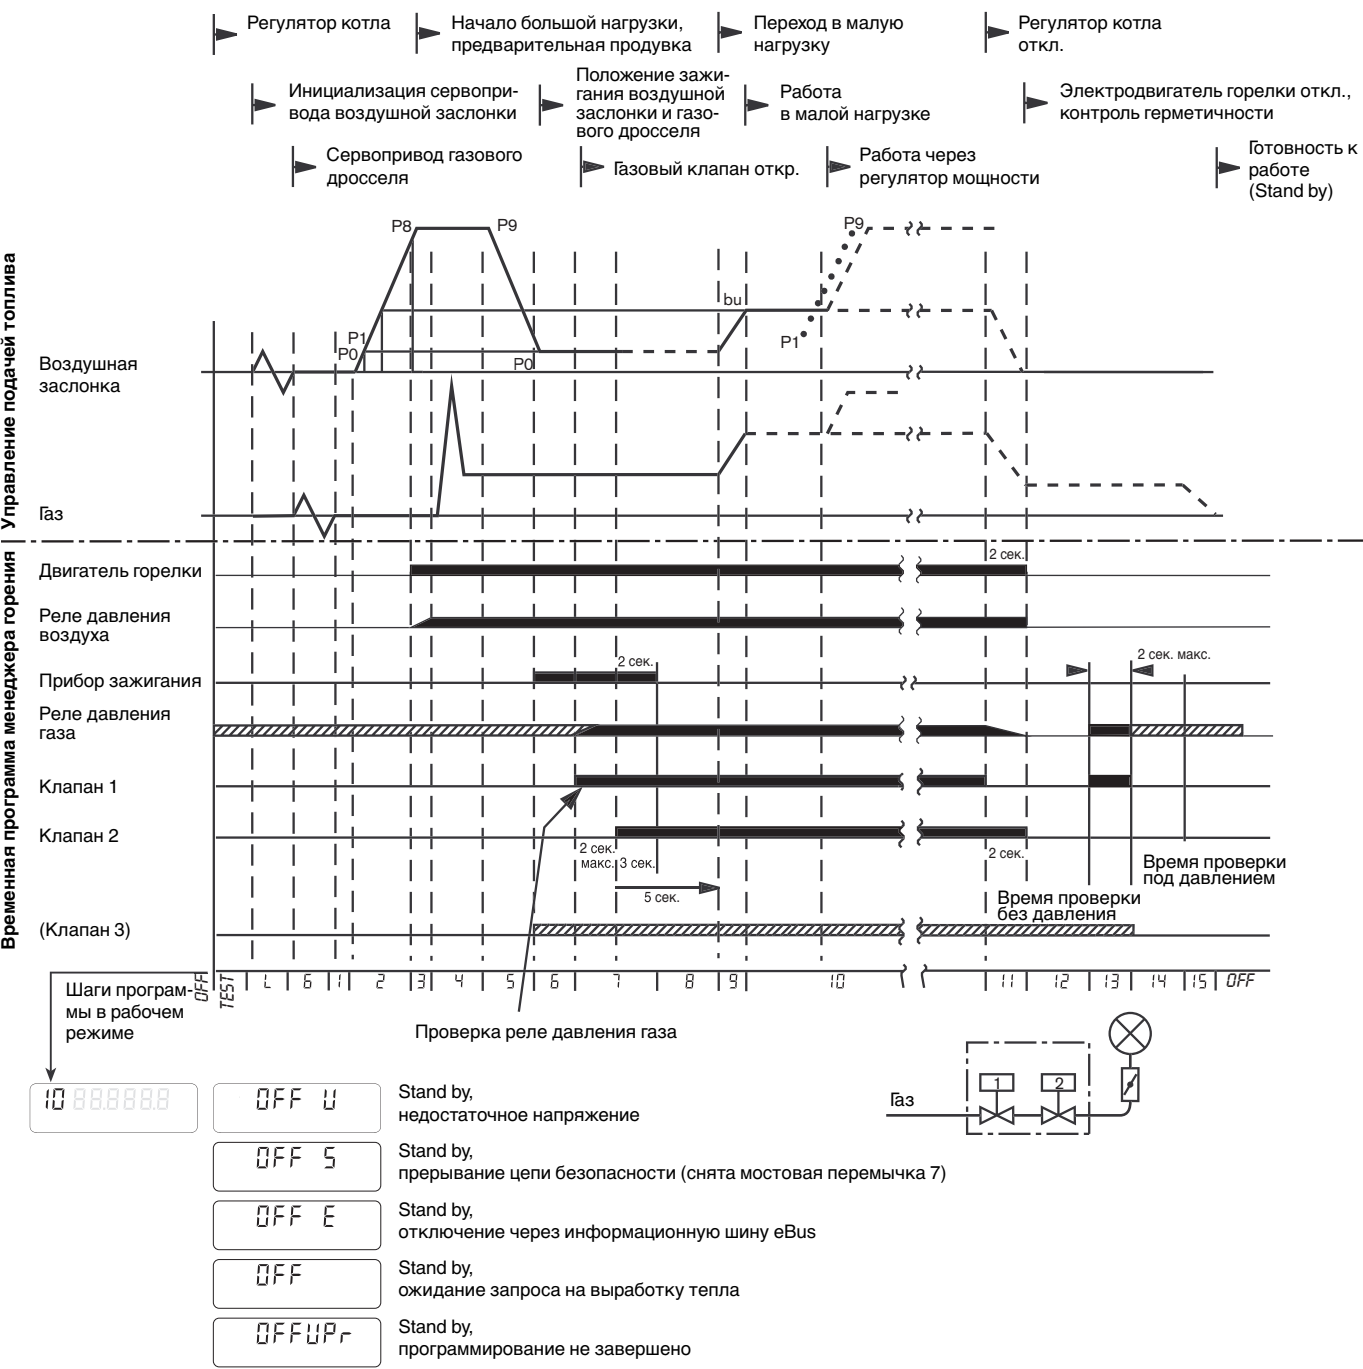 Регулятор котла
Начало большой нагрузки,
предварительная продувка
Переход в малую
нагрузку
Регулятор котла
откл.
Инициализация сервопри-
вода воздушной заслонки
Положение зажи-
гания воздушной
заслонки и газо-
вого дросселя
Работа
в малой нагрузке
Электродвигатель горелки откл.,
контроль герметичности
Сервопривод газового
дросселя
Газовый клапан откр.
Работа через
регулятор мощности
Готовность к
работе
(Stand by)
Управление подачей топлива
P8
P9
P9
bu
P1
P0
P0
P1
Воздушная
заслонка
Газ
Временная программа менеджера горения
2 сек.
Двигатель горелки
Реле давления
воздуха
2 сек.
2 сек. макс.
Прибор зажигания
Реле давления
газа
Клапан 1
Клапан 2
2 сек.
макс.
3 сек.
2 сек.
5 сек.
Время проверки
под давлением
Время проверки
без давления
(Клапан 3)
OFF TEST L 6 1 2 3 4 5 6 7 8 9 10 11 12 13 14 15 OFF
Шаги програм-
мы в рабочем
режиме
Проверка реле давления газа
10 88.888.8
OFF U
Stand by,
недостаточное напряжение
Газ
1
2
OFF S
Stand by,
прерывание цепи безопасности (снята мостовая перемычка 7)
OFF E
Stand by,
отключение через информационную шину eBus
OFF
Stand by,
ожидание запроса на выработку тепла
OFFUPr
Stand by,
программирование не завершено